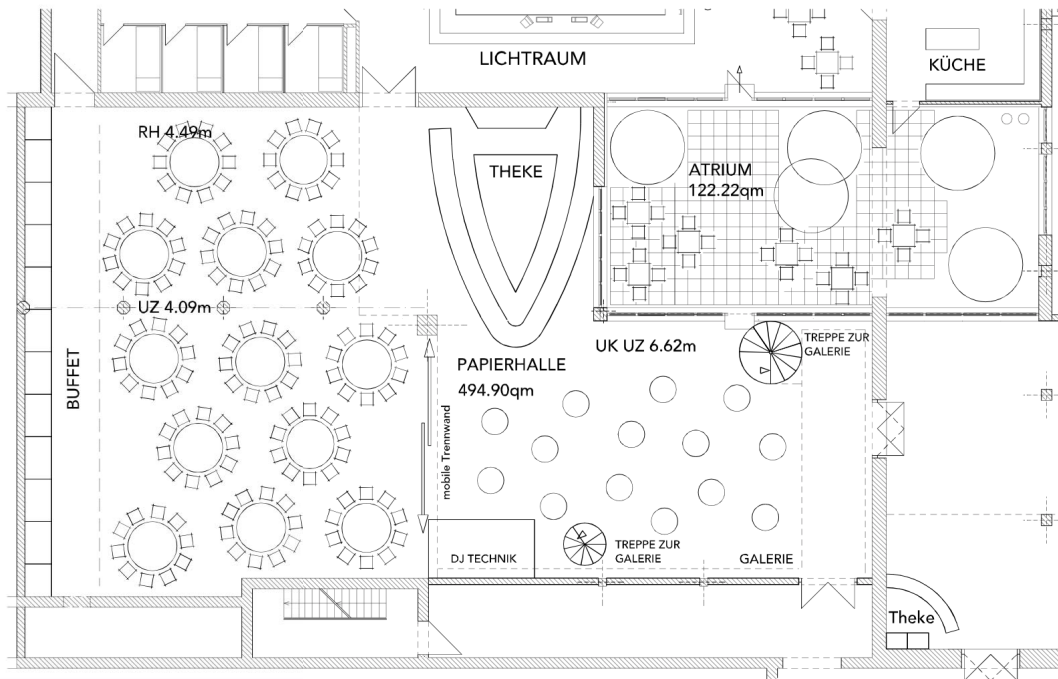 LICHTRAUM
KÜCHE
RH 4.49m
THEKE
ATRIUM
122.22qm
UZ 4.09m
BUFFET
UK UZ 6.62m
TREPPE ZUR
GALERIE
PAPIERHALLE
494.90qm
mobile Trennwand
DJ TECHNIK
TREPPE ZUR
GALERIE
GALERIE
Theke